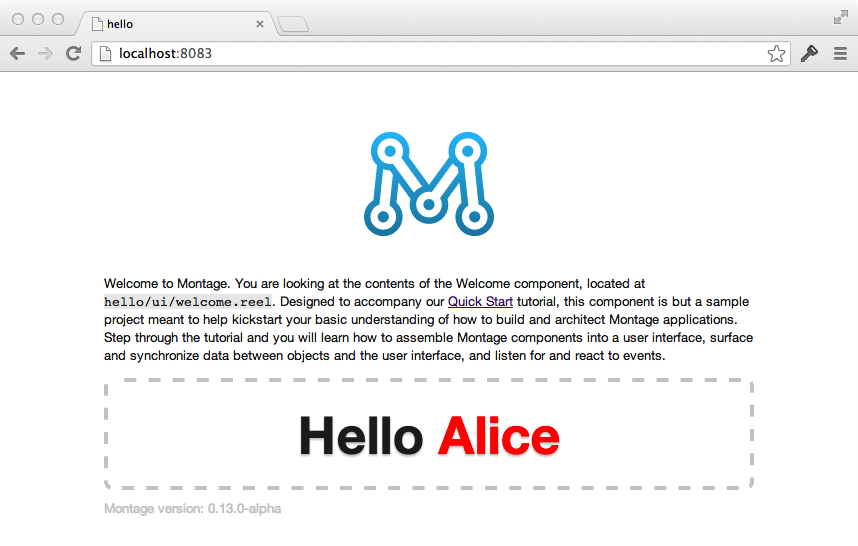 hello
localhost:8083
Welcome to Montage. You are looking at the contents of the Welcome component, located at
hello/ui/welcome.reel. Designed to accompany our Quick Start tutorial, this component is but a sample
project meant to help kickstart your basic understanding of how to build and architect Montage applications.
Step through the tutorial and you will learn how to assemble Montage components into a user interface, surface
and synchronize data between objects and the user interface, and listen for and react to events.
Hello Alice
Montage version: 0.13.0-alpha